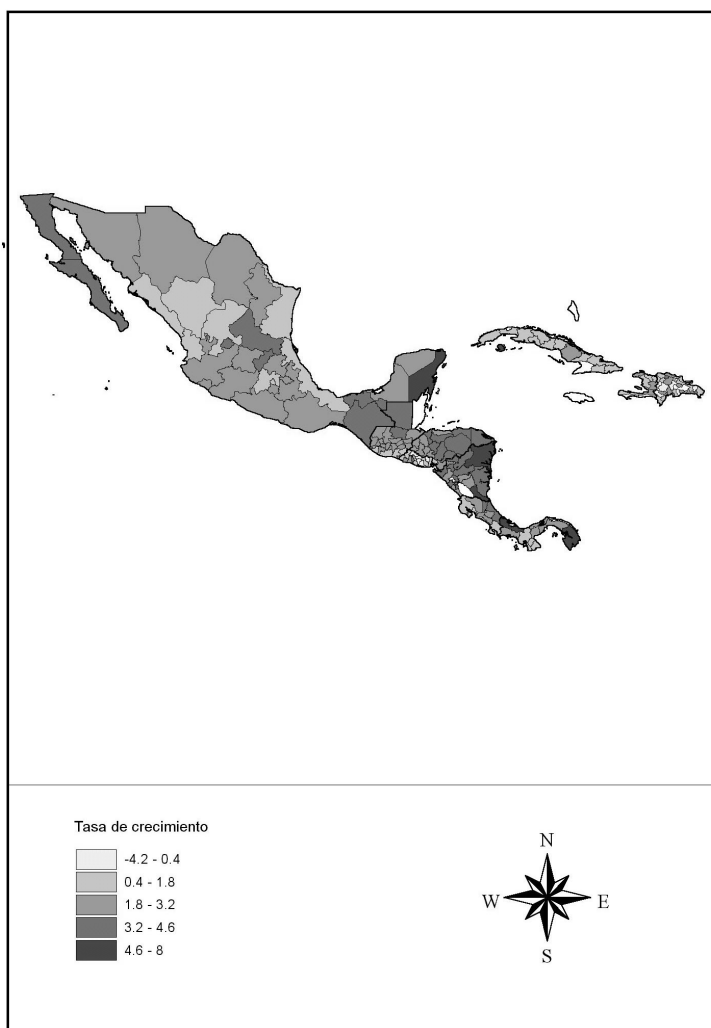 Tasa de crecimiento
-4.2 - 0.4
0.4 - 1.8
1.8 - 3.2
3.2 - 4.6
4.6 - 8
N
W E
S